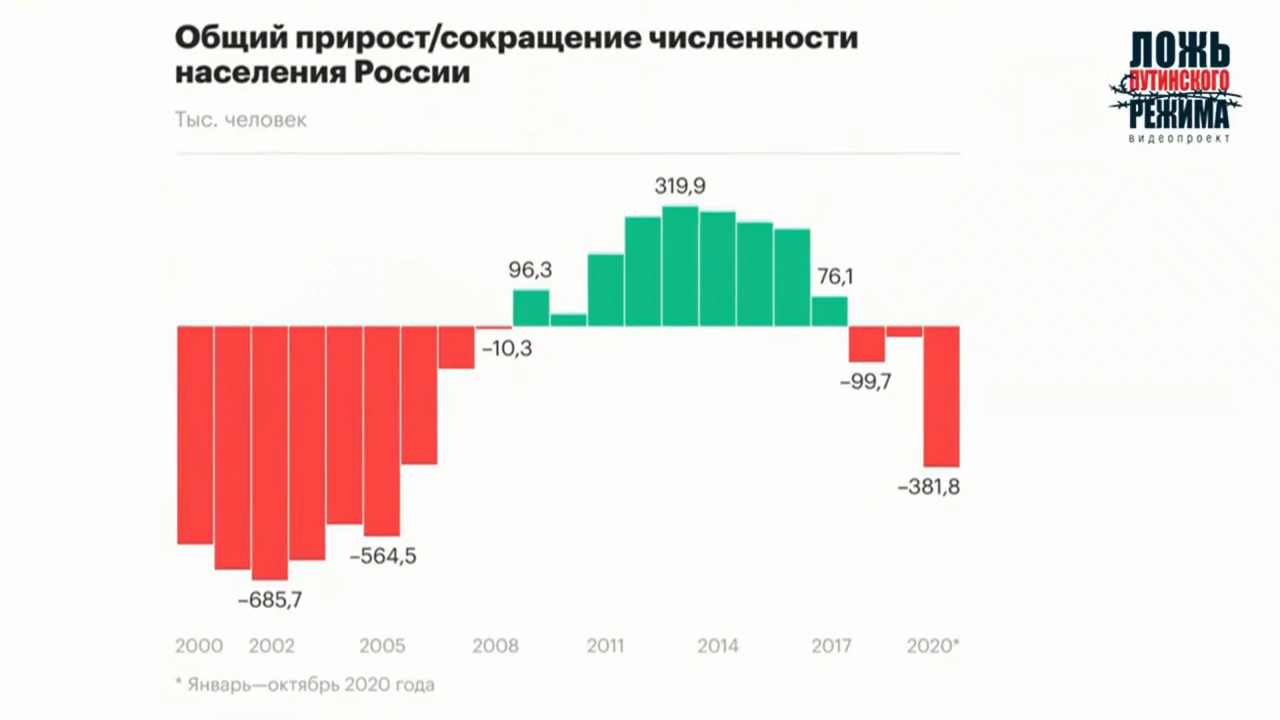 Общий прирост/сокращение численности
населения России
Тыс. человек
ЛОЖЬ
ПУТИНСКОГО
РЕЖИМА
видеопроект
319,9
96,3
76,1
–10,3
–99,7
–381,8
–564,5
–685,7
2000 2002 2005 2008 2011 2014 2017 2020*
* Январь—октябрь 2020 года